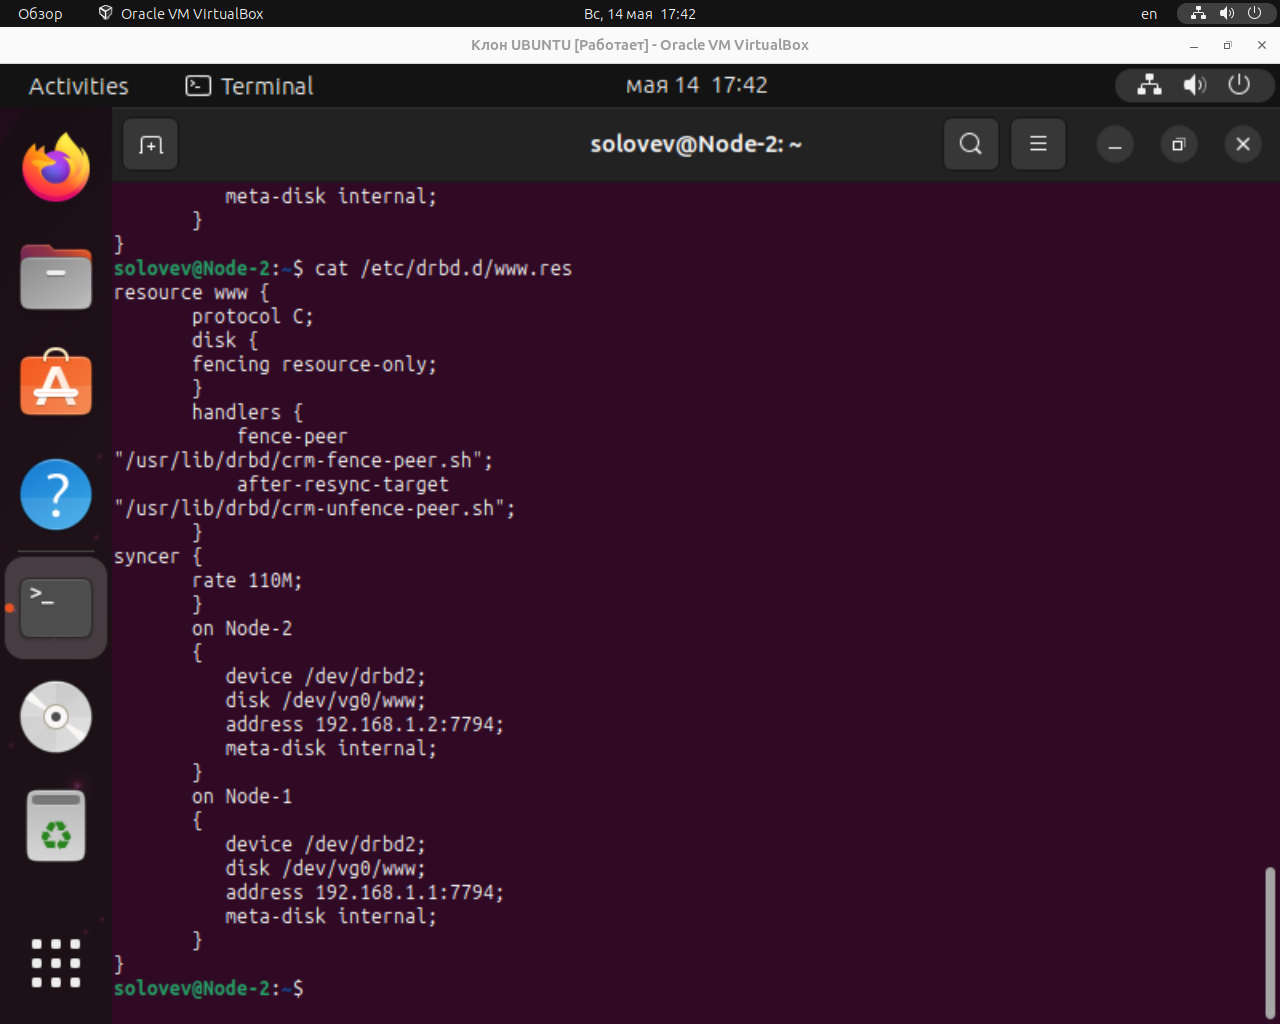 Обзор Oracle VM VirtualBox Вс, 14 мая 17:42 en
Клон UBUNTU [Работает] - Oracle VM VirtualBox
Activities Terminal мая 14 17:42
solovev@Node-2: ~
meta-disk internal;
}
}
solovev@Node-2:~$ cat /etc/drbd.d/www.res
resource www {
protocol C;
disk {
fencing resource-only;
}
handlers {
fence-peer
"/usr/lib/drbd/crm-fence-peer.sh";
after-resync-target
"/usr/lib/drbd/crm-unfence-peer.sh";
}
syncer {
rate 110M;
}
on Node-2
{
device /dev/drbd2;
disk /dev/vg0/www;
address 192.168.1.2:7794;
meta-disk internal;
}
on Node-1
{
device /dev/drbd2;
disk /dev/vg0/www;
address 192.168.1.1:7794;
meta-disk internal;
}
}
solovev@Node-2:~$